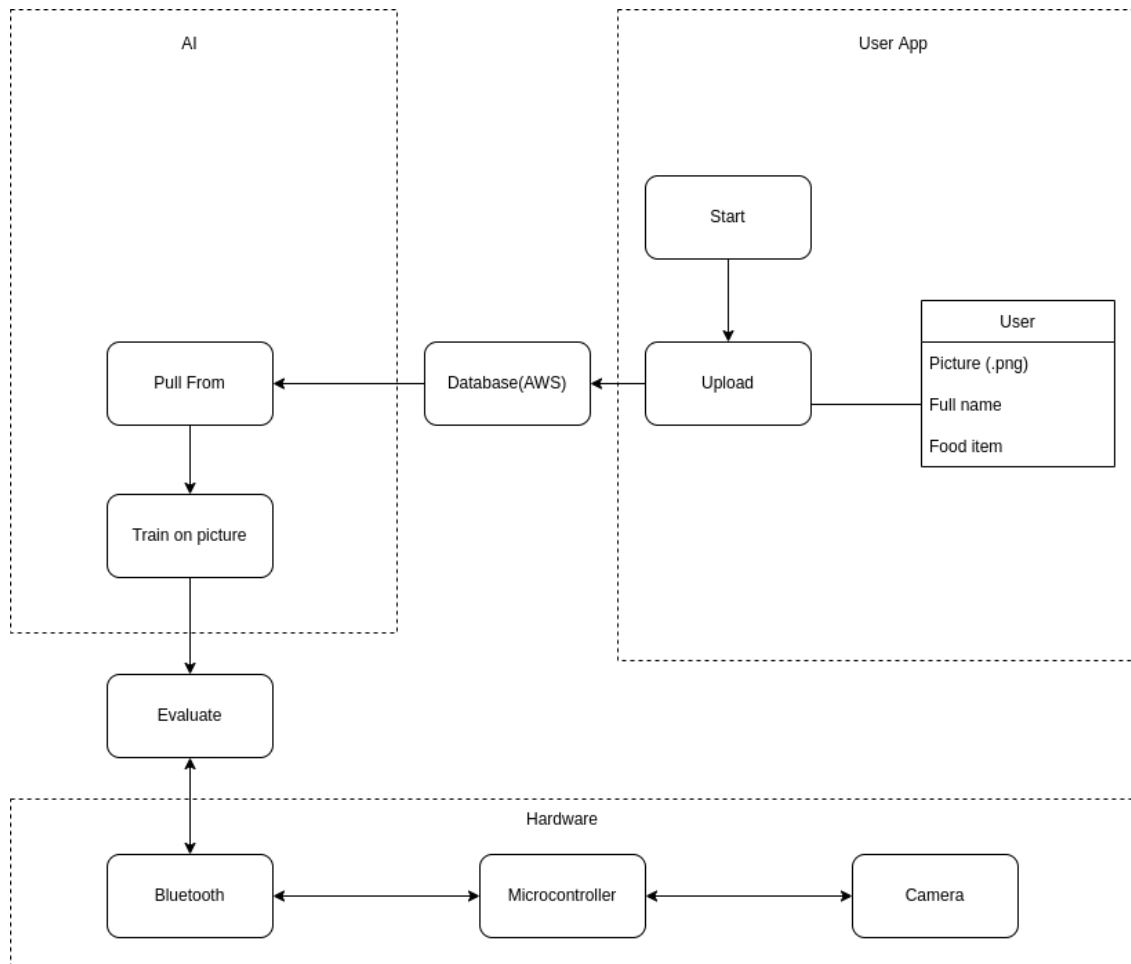 AI
User App
Start
User
Picture (.png)
Full name
Food item
Pull From
Database(AWS)
Upload
Train on picture
Evaluate
Hardware
Bluetooth
Microcontroller
Camera